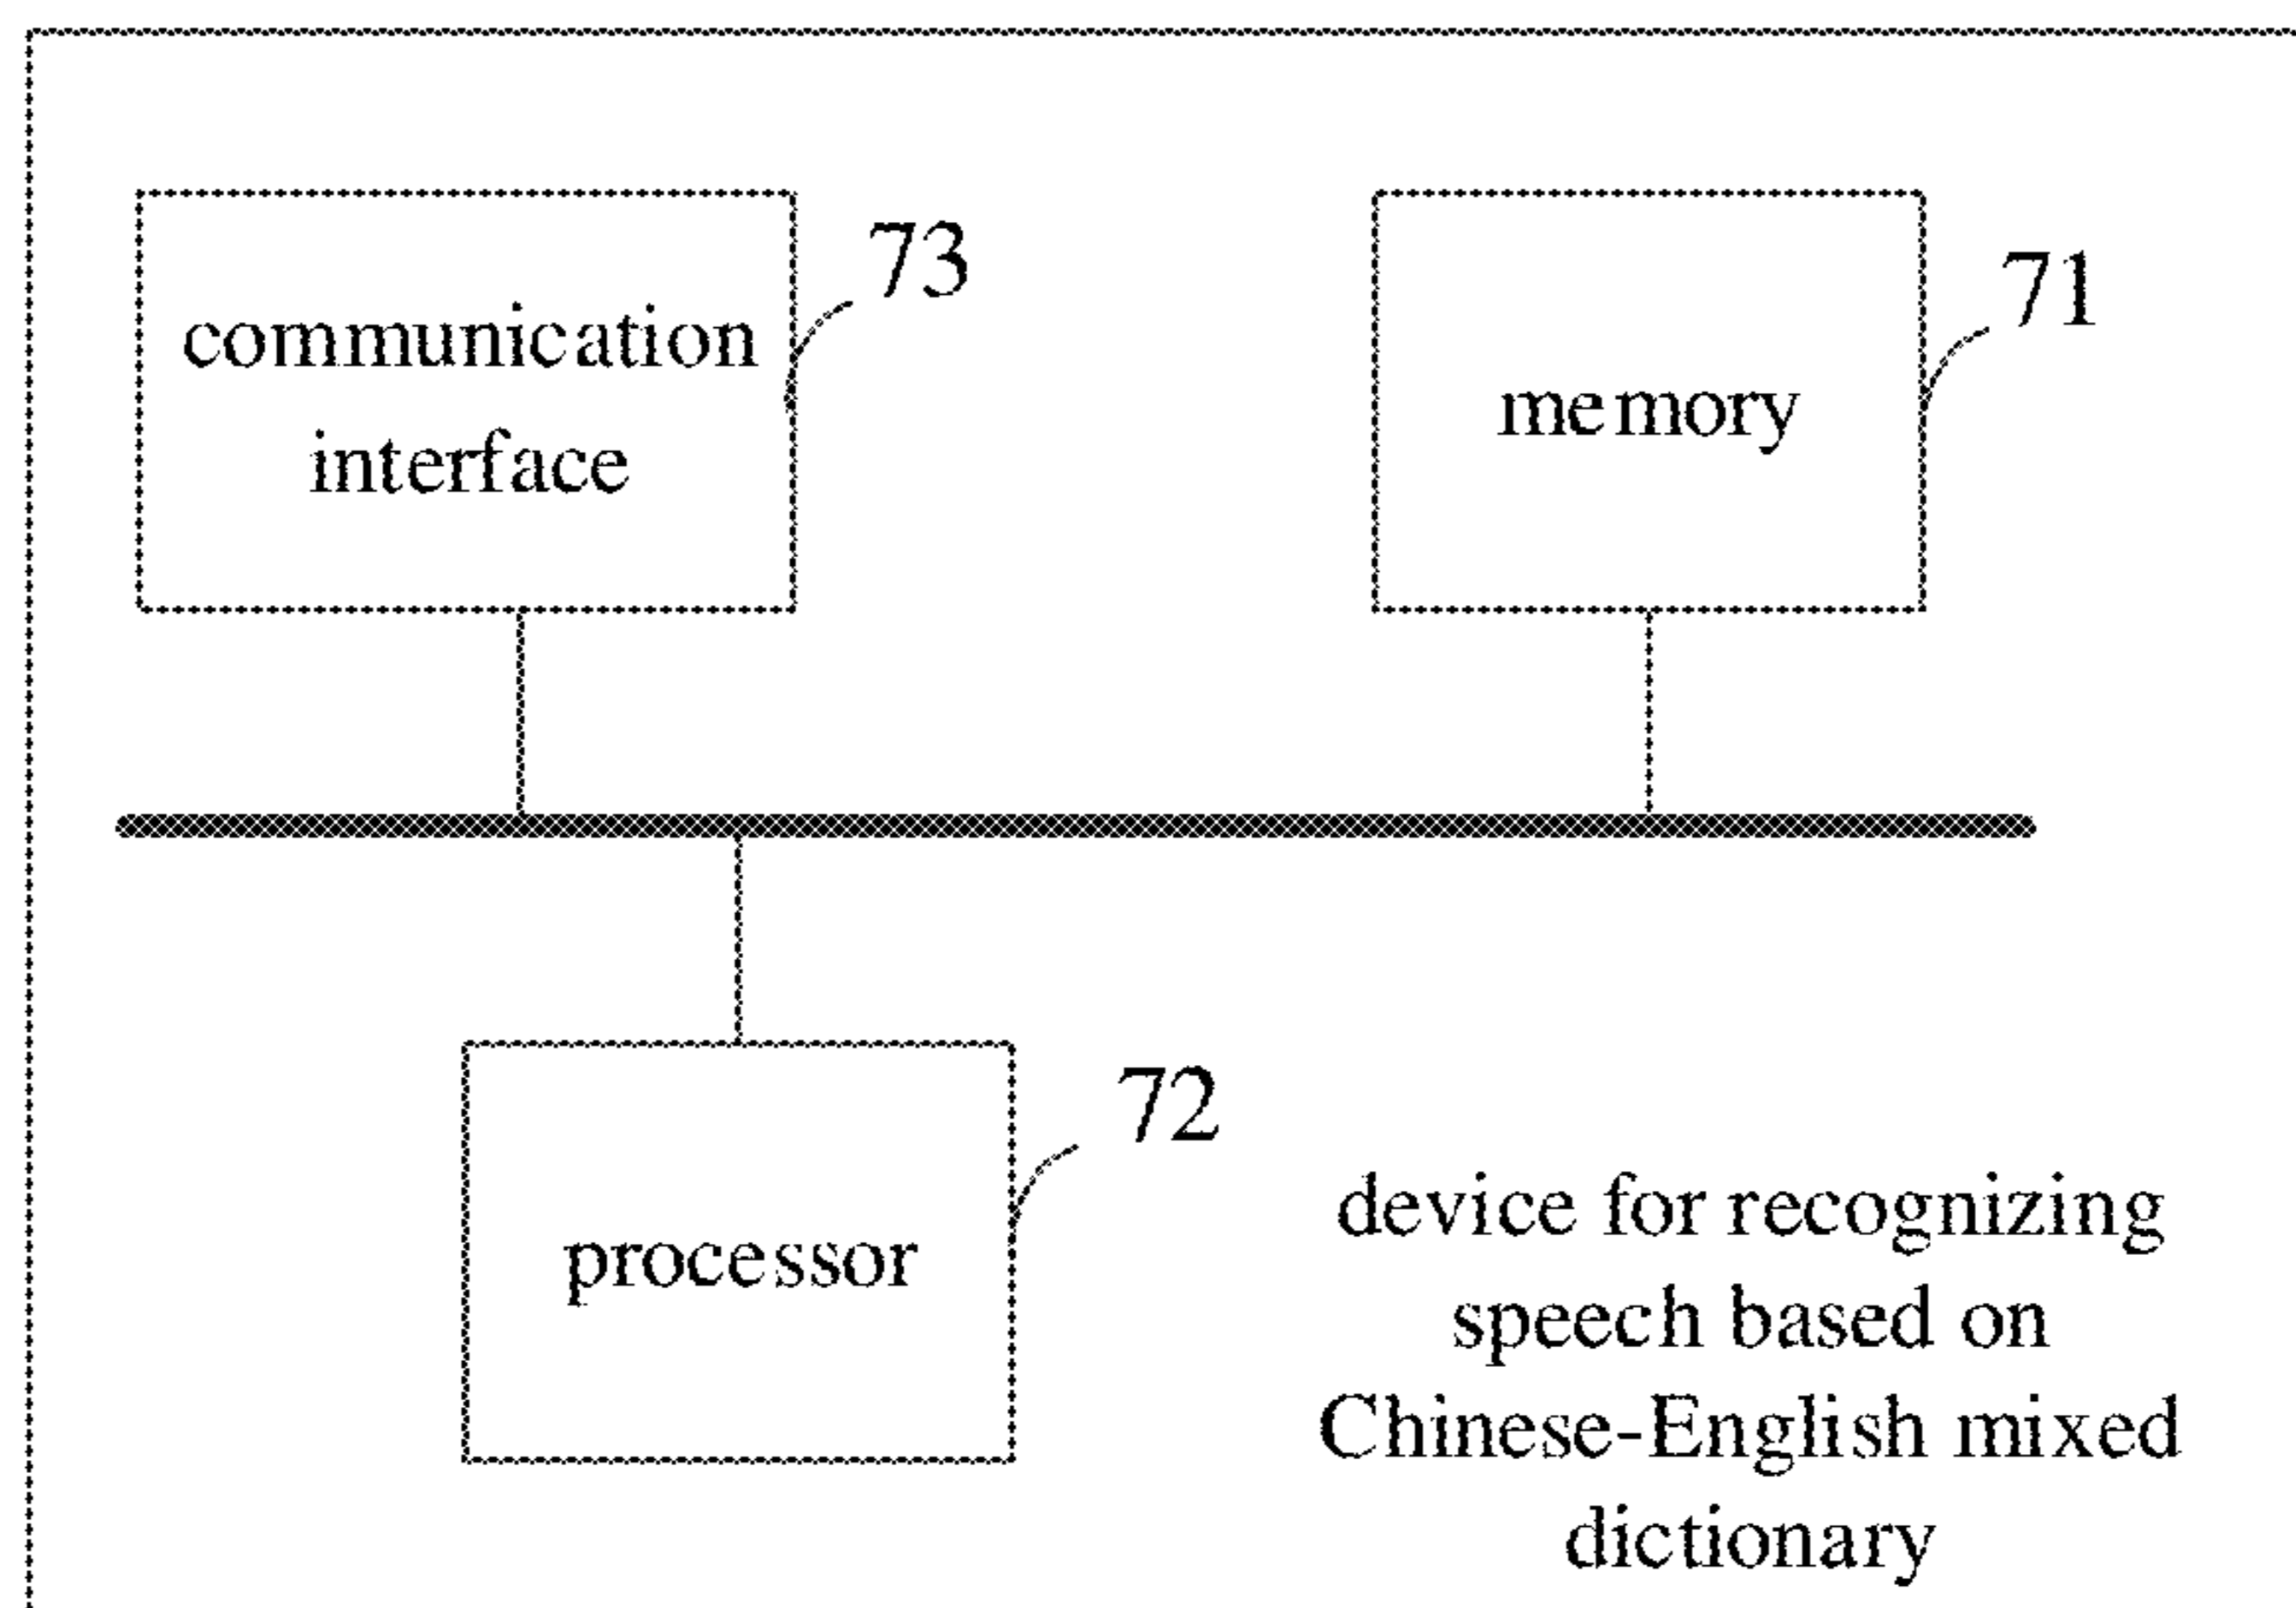 73
communication
interface
71
memory
72
processor
device for recognizing
speech based on
Chinese-English mixed
dictionary